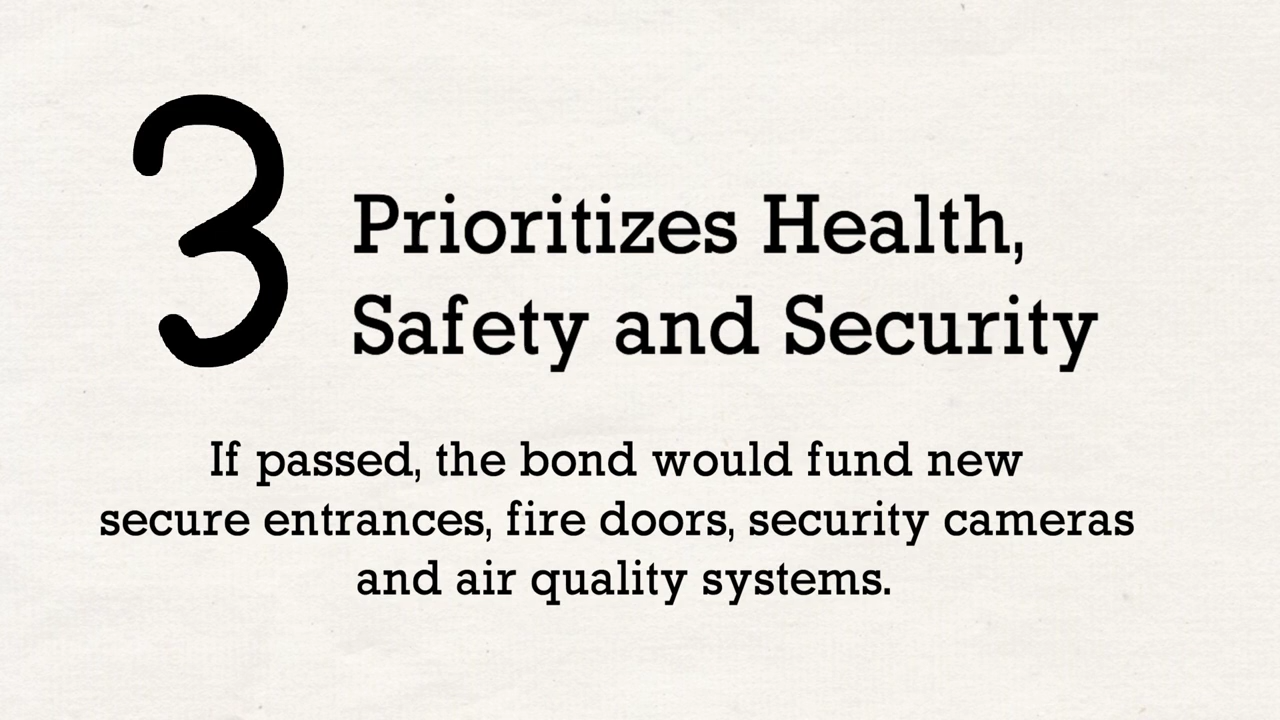 3
Prioritizes Health,
Safety and Security
If passed, the bond would fund new
secure entrances, fire doors, security cameras
and air quality systems.